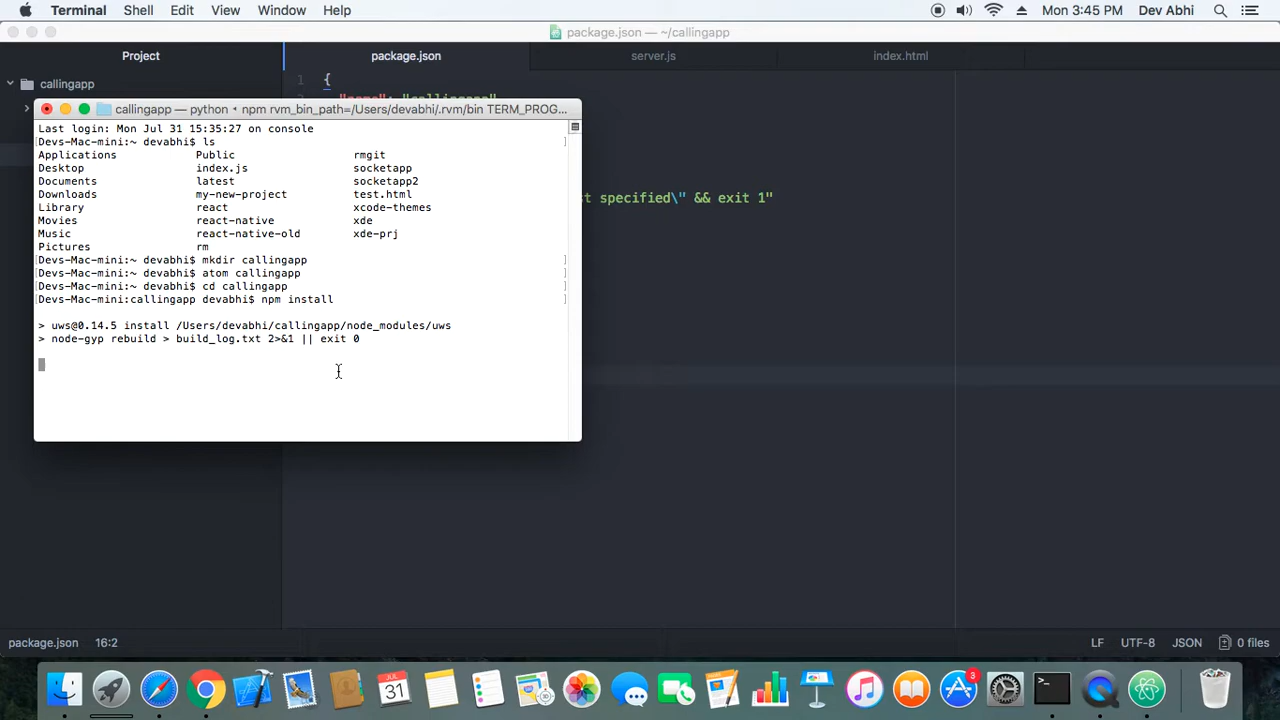 Terminal Shell Edit View Window Help Mon 3:45 PM Dev Abhi
package.json — ~/callingapp
Project package.json server.js index.html
callingapp
1 {
callingapp — python • npm rvm_bin_path=/Users/devabhi/.rvm/bin TERM_PROG...
Last login: Mon Jul 31 15:35:27 on console
[Devs-Mac-mini:~ devabhi$ ls ]
Applications Public rmgit
Desktop index.js socketapp
Documents latest socketapp2
Downloads my-new-project test.html
Library react xcode-themes
Movies react-native xde
Music react-native-old xde-prj
Pictures rm
[Devs-Mac-mini:~ devabhi$ mkdir callingapp ]
[Devs-Mac-mini:~ devabhi$ atom callingapp ]
[Devs-Mac-mini:~ devabhi$ cd callingapp ]
[Devs-Mac-mini:callingapp devabhi$ npm install ]
> uws@0.14.5 install /Users/devabhi/callingapp/node_modules/uws
> node-gyp rebuild > build_log.txt 2>&1 || exit 0
specified\" && exit 1"
package.json 16:2 LF UTF-8 JSON 0 files
JUL
31
3